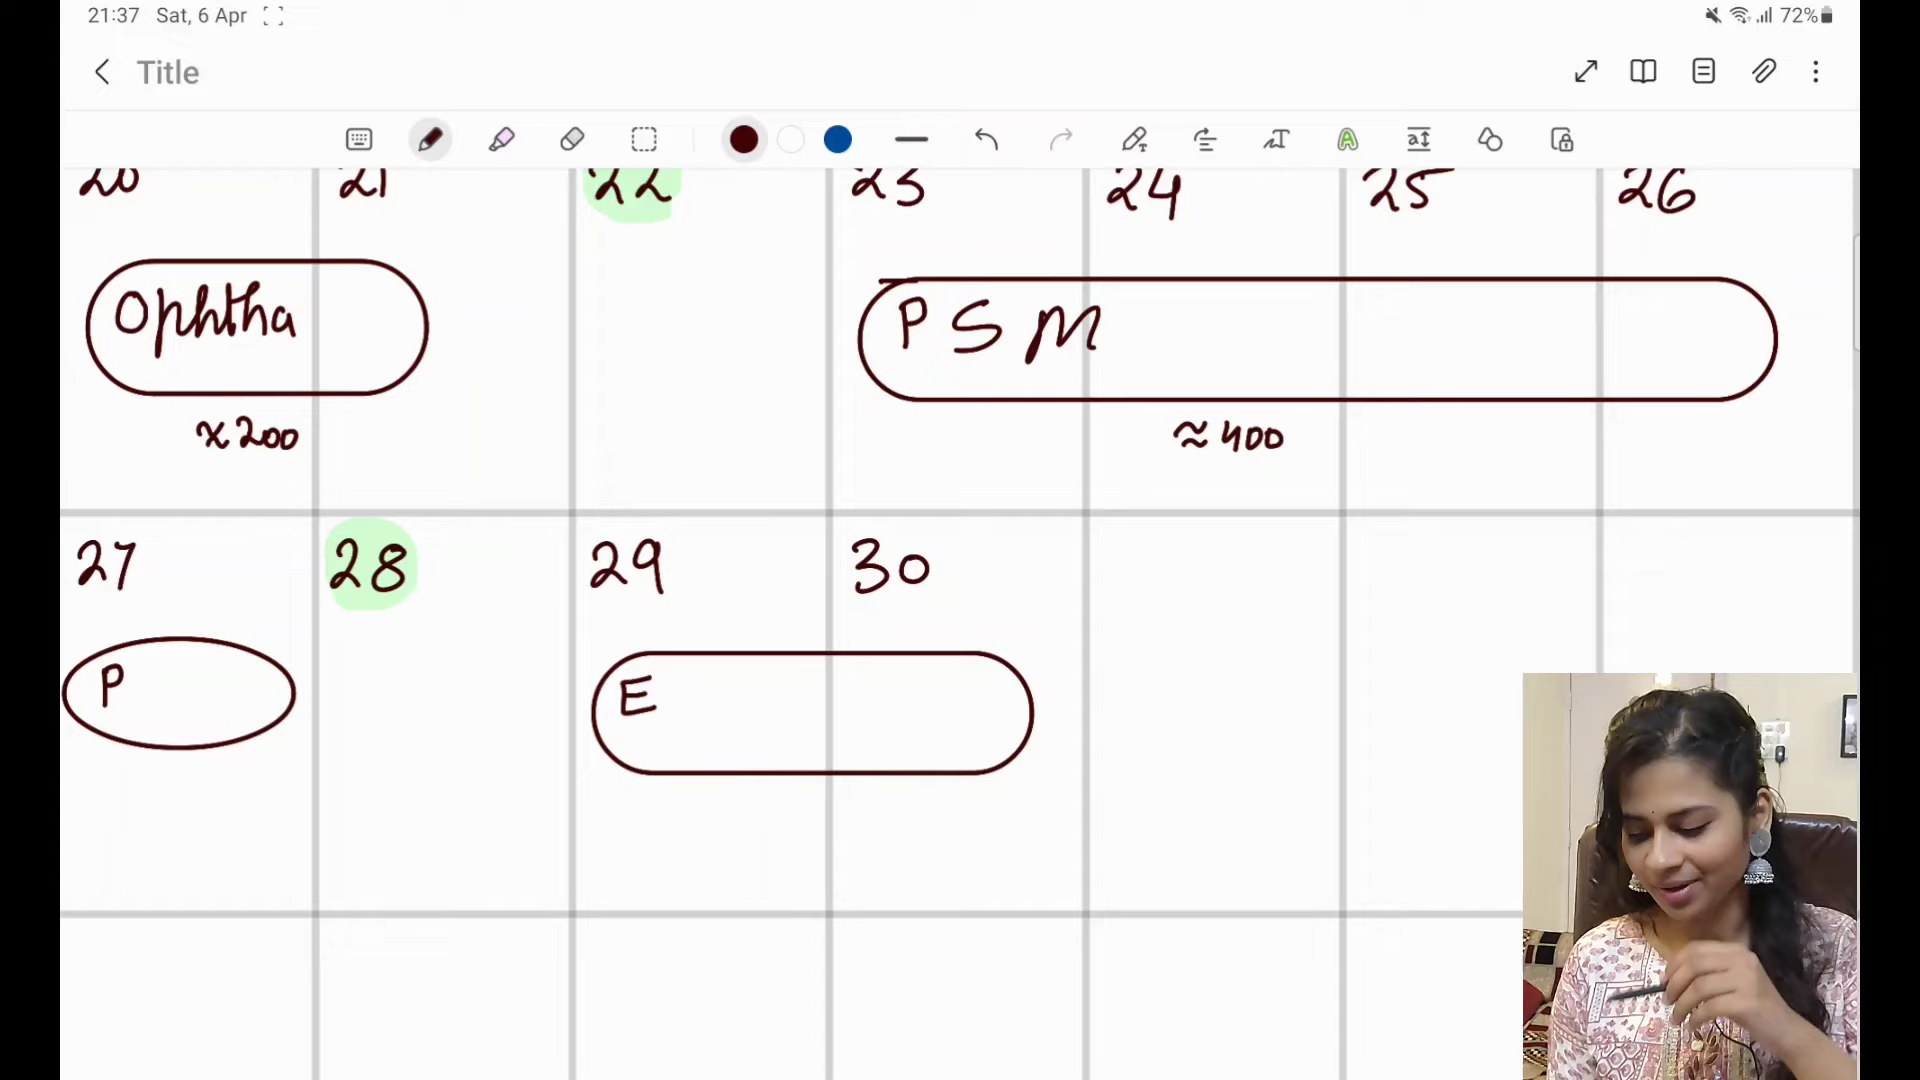 21:37 Sat, 6 Apr 72%
Title
20 21 22 23 24 25 26
Ophtha PSM
x200 ≈400
27 28 29 30
P E